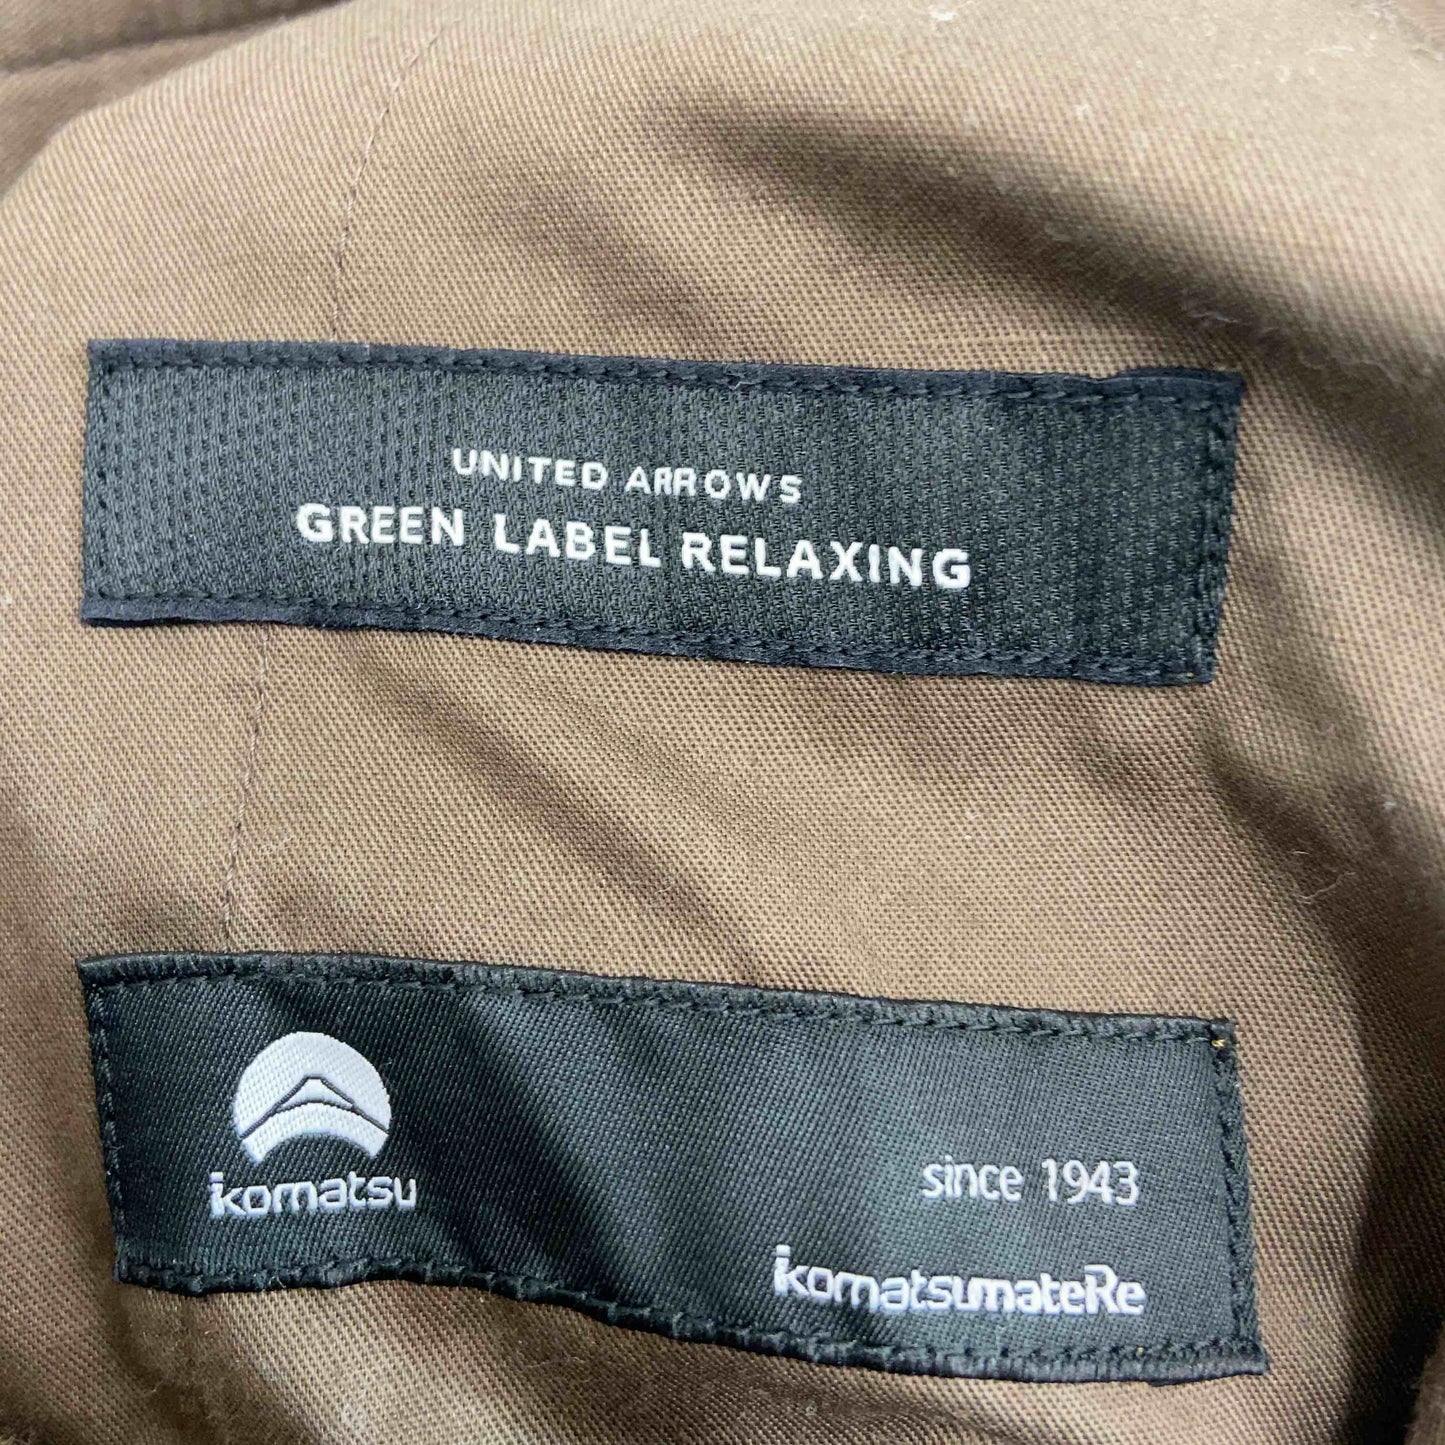 UNITED ARROWS
GREEN LABEL RELAXING
komatsu
since 1943
komatsumateRe